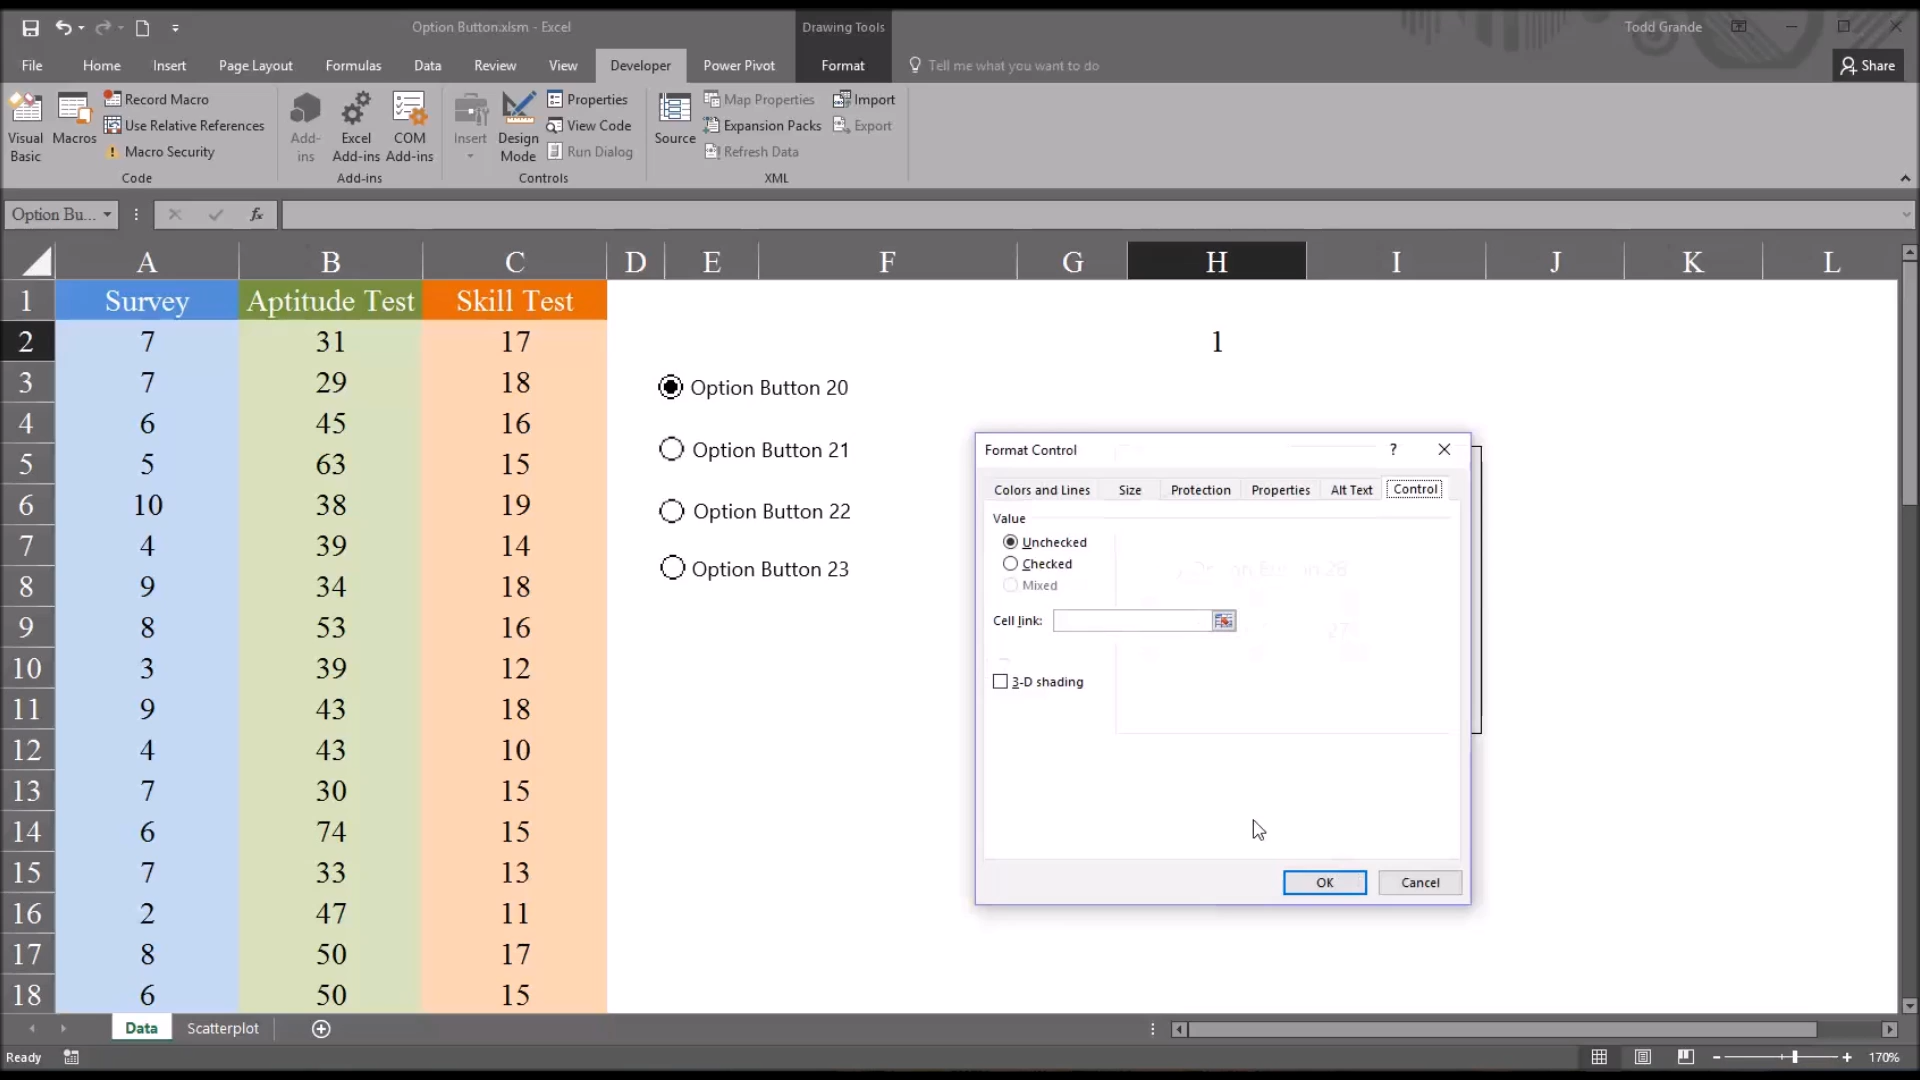 Option Button.xlsm - Excel
Drawing Tools
Todd Grande
File Home Insert Page Layout Formulas Data Review View Developer Power Pivot Format Tell me what you want to do Share
Visual Basic
Macros
Record Macro
Use Relative References
Macro Security
Code
Add-ins
Excel Add-ins
COM Add-ins
Add-ins
Insert
Design Mode
Properties
View Code
Run Dialog
Controls
Source
Map Properties
Expansion Packs
Refresh Data
Import
Export
XML
Option Bu... fx
A B C D E F G H I J K L
1 Survey Aptitude Test Skill Test
2 7 31 17 1
3 7 29 18
4 6 45 16
5 5 63 15
6 10 38 19
7 4 39 14
8 9 34 18
9 8 53 16
10 3 39 12
11 9 43 18
12 4 43 10
13 7 30 15
14 6 74 15
15 7 33 13
16 2 47 11
17 8 50 17
18 6 50 15
Option Button 20
Option Button 21
Option Button 22
Option Button 23
Format Control ?
Colors and Lines Size Protection Properties Alt Text Control
Value
Unchecked
Checked
Mixed
Cell link:
3-D shading
OK Cancel
Data Scatterplot
Ready 170%